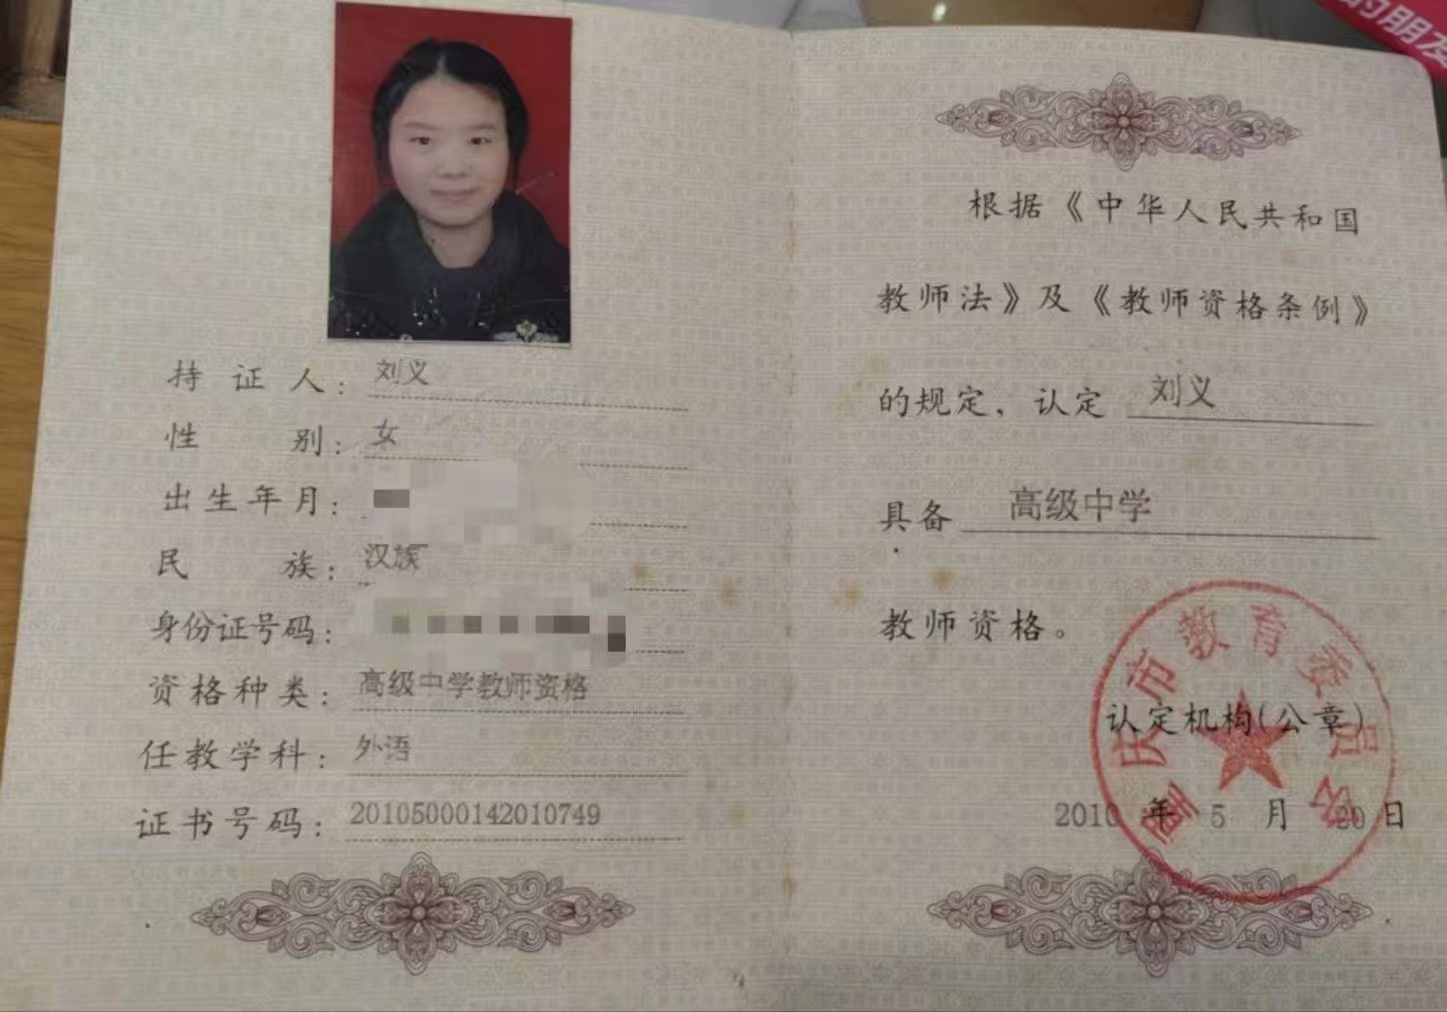 的朋友
持证人：刘义
性别：女
出生年月：
民族：汉族
身份证号码：
资格种类：高级中学教师资格
任教学科：外语
证书号码：20105000142010749
根据《中华人民共和国
教师法》及《教师资格条例》
的规定，认定 刘义
具备 高级中学
教师资格。
重庆市教育委员会
认定机构(公章)
2010 年 5 月 20 日